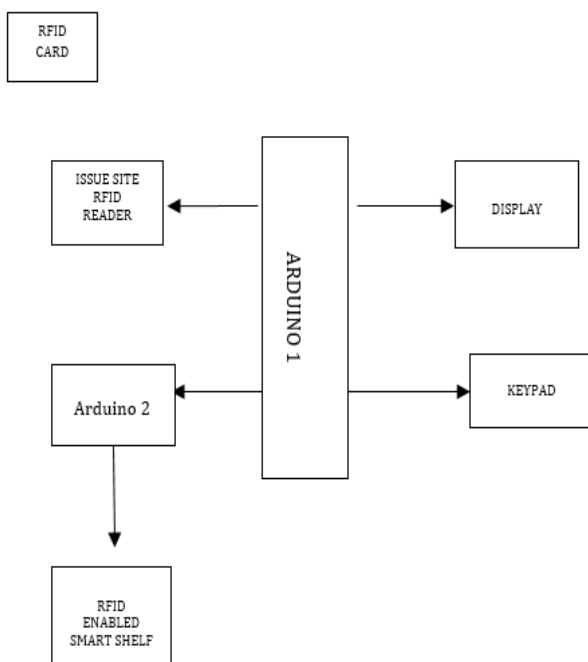 RFID
CARD
ISSUE SITE
RFID
READER
DISPLAY
ARDUINO 1
Arduino 2
KEYPAD
RFID
ENABLED
SMART SHELF